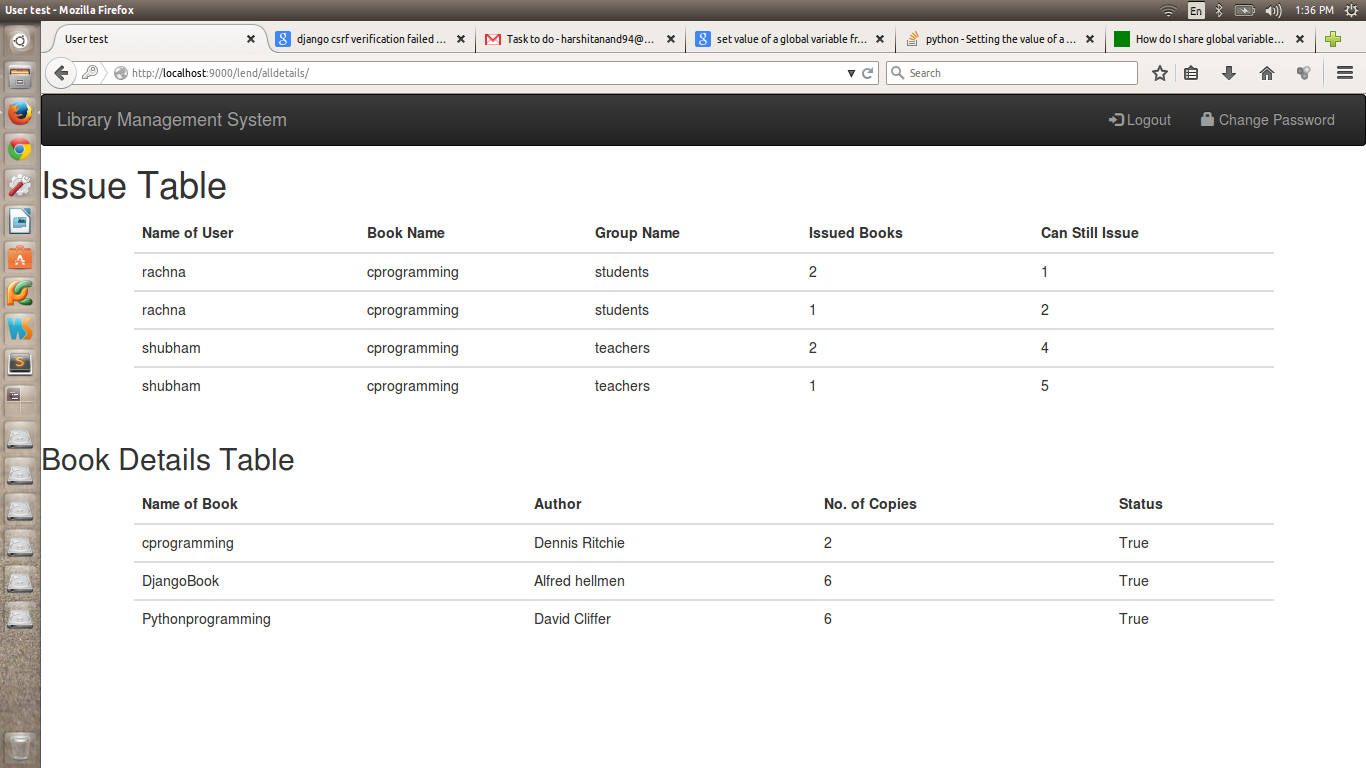 User test - Mozilla Firefox En 1:36 PM
User test django csrf verification failed ... Task to do - harshitanand94@... set value of a global variable fr... python - Setting the value of a ... How do I share global variable...
http://localhost:9000/lend/alldetails/ Search
Library Management System Logout Change Password
Issue Table
Name of User Book Name Group Name Issued Books Can Still Issue
rachna cprogramming students 2 1
rachna cprogramming students 1 2
shubham cprogramming teachers 2 4
shubham cprogramming teachers 1 5
Book Details Table
Name of Book Author No. of Copies Status
cprogramming Dennis Ritchie 2 True
DjangoBook Alfred hellmen 6 True
Pythonprogramming David Cliffer 6 True